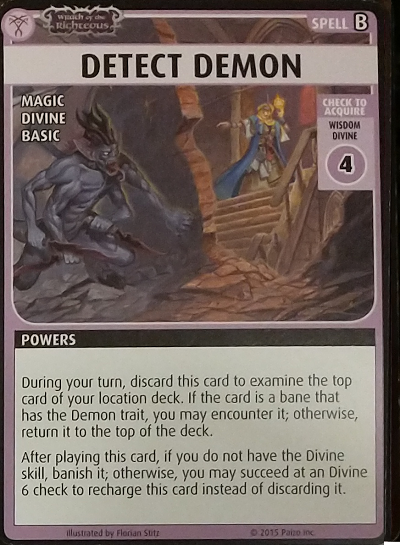 Wrath of the
Righteous
SPELL B
DETECT DEMON
MAGIC
DIVINE
BASIC
CHECK TO
ACQUIRE
WISDOM
DIVINE
4
POWERS
During your turn, discard this card to examine the top
card of your location deck. If the card is a bane that
has the Demon trait, you may encounter it; otherwise,
return it to the top of the deck.
After playing this card, if you do not have the Divine
skill, banish it; otherwise, you may succeed at an Divine
6 check to recharge this card instead of discarding it.
Illustrated by Florian Stitz
© 2015 Paizo Inc.